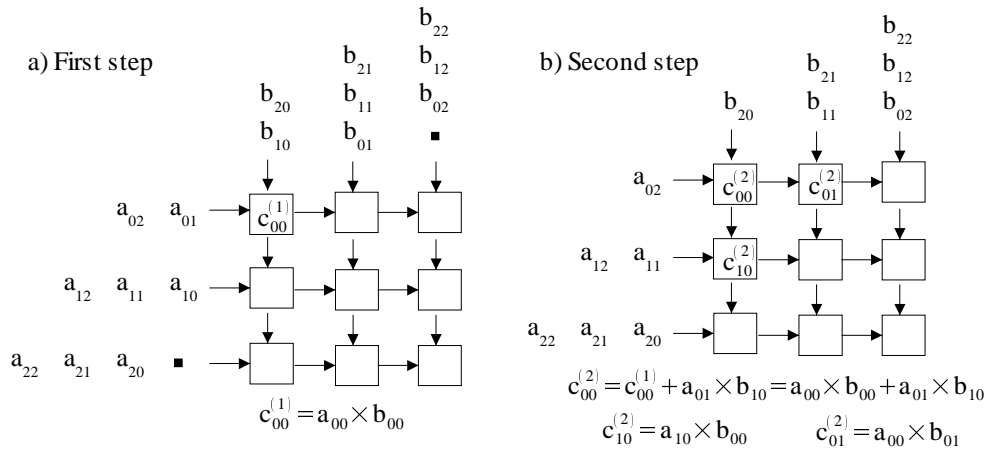 a) First step
b₂₂
b₂₁ b₁₂
b₂₀ b₁₁ b₀₂
b₁₀ b₀₁ ■
a₀₂ a₀₁ c₀₀⁽¹⁾
a₁₂ a₁₁ a₁₀
a₂₂ a₂₁ a₂₀ ■
c₀₀⁽¹⁾ = a₀₀ × b₀₀
b) Second step
b₂₂
b₂₁ b₁₂
b₂₀ b₁₁ b₀₂
a₀₂ c₀₀⁽²⁾ c₀₁⁽²⁾
a₁₂ a₁₁ c₁₀⁽²⁾
a₂₂ a₂₁ a₂₀
c₀₀⁽²⁾ = c₀₀⁽¹⁾ + a₀₁ × b₁₀ = a₀₀ × b₀₀ + a₀₁ × b₁₀
c₁₀⁽²⁾ = a₁₀ × b₀₀ c₀₁⁽²⁾ = a₀₀ × b₀₁